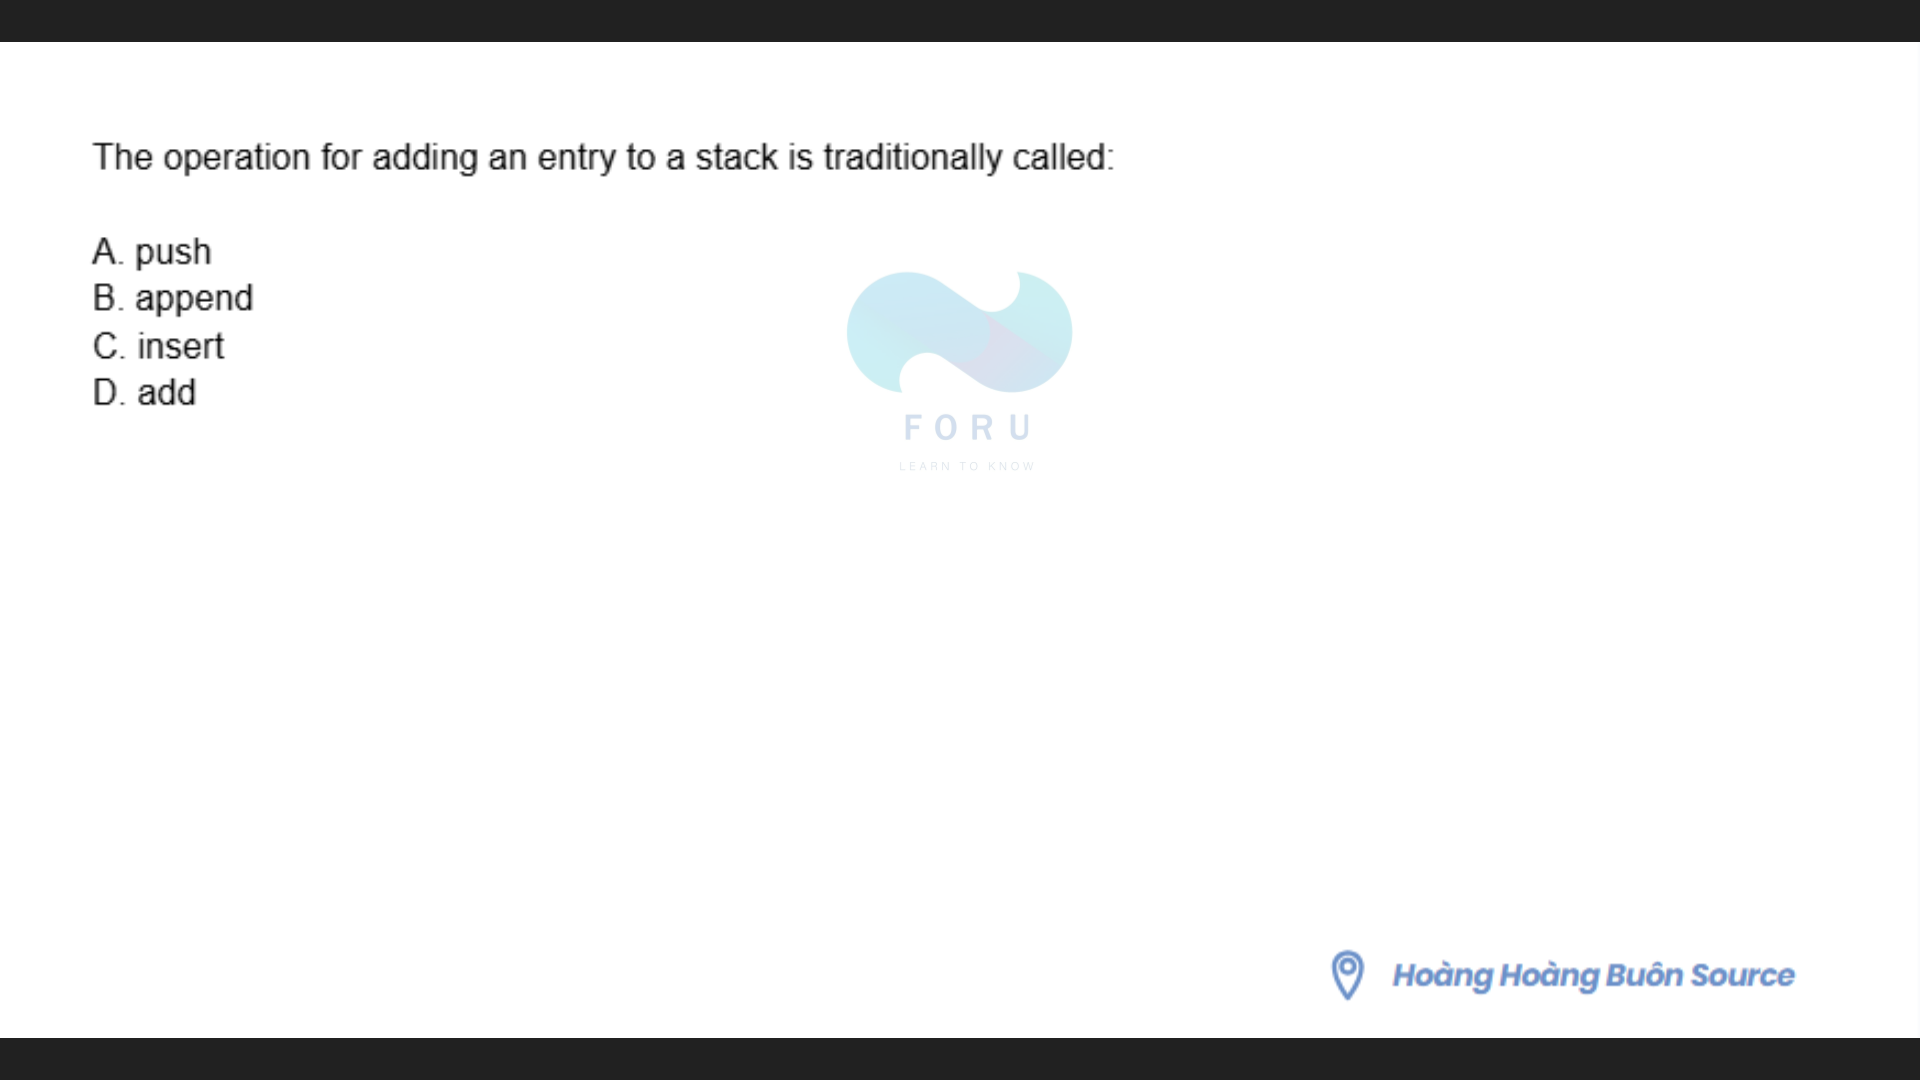 The operation for adding an entry to a stack is traditionally called:
A. push
B. append
C. insert
D. add
FORU
LEARN TO KNOW
Hoàng Hoàng Buôn Source